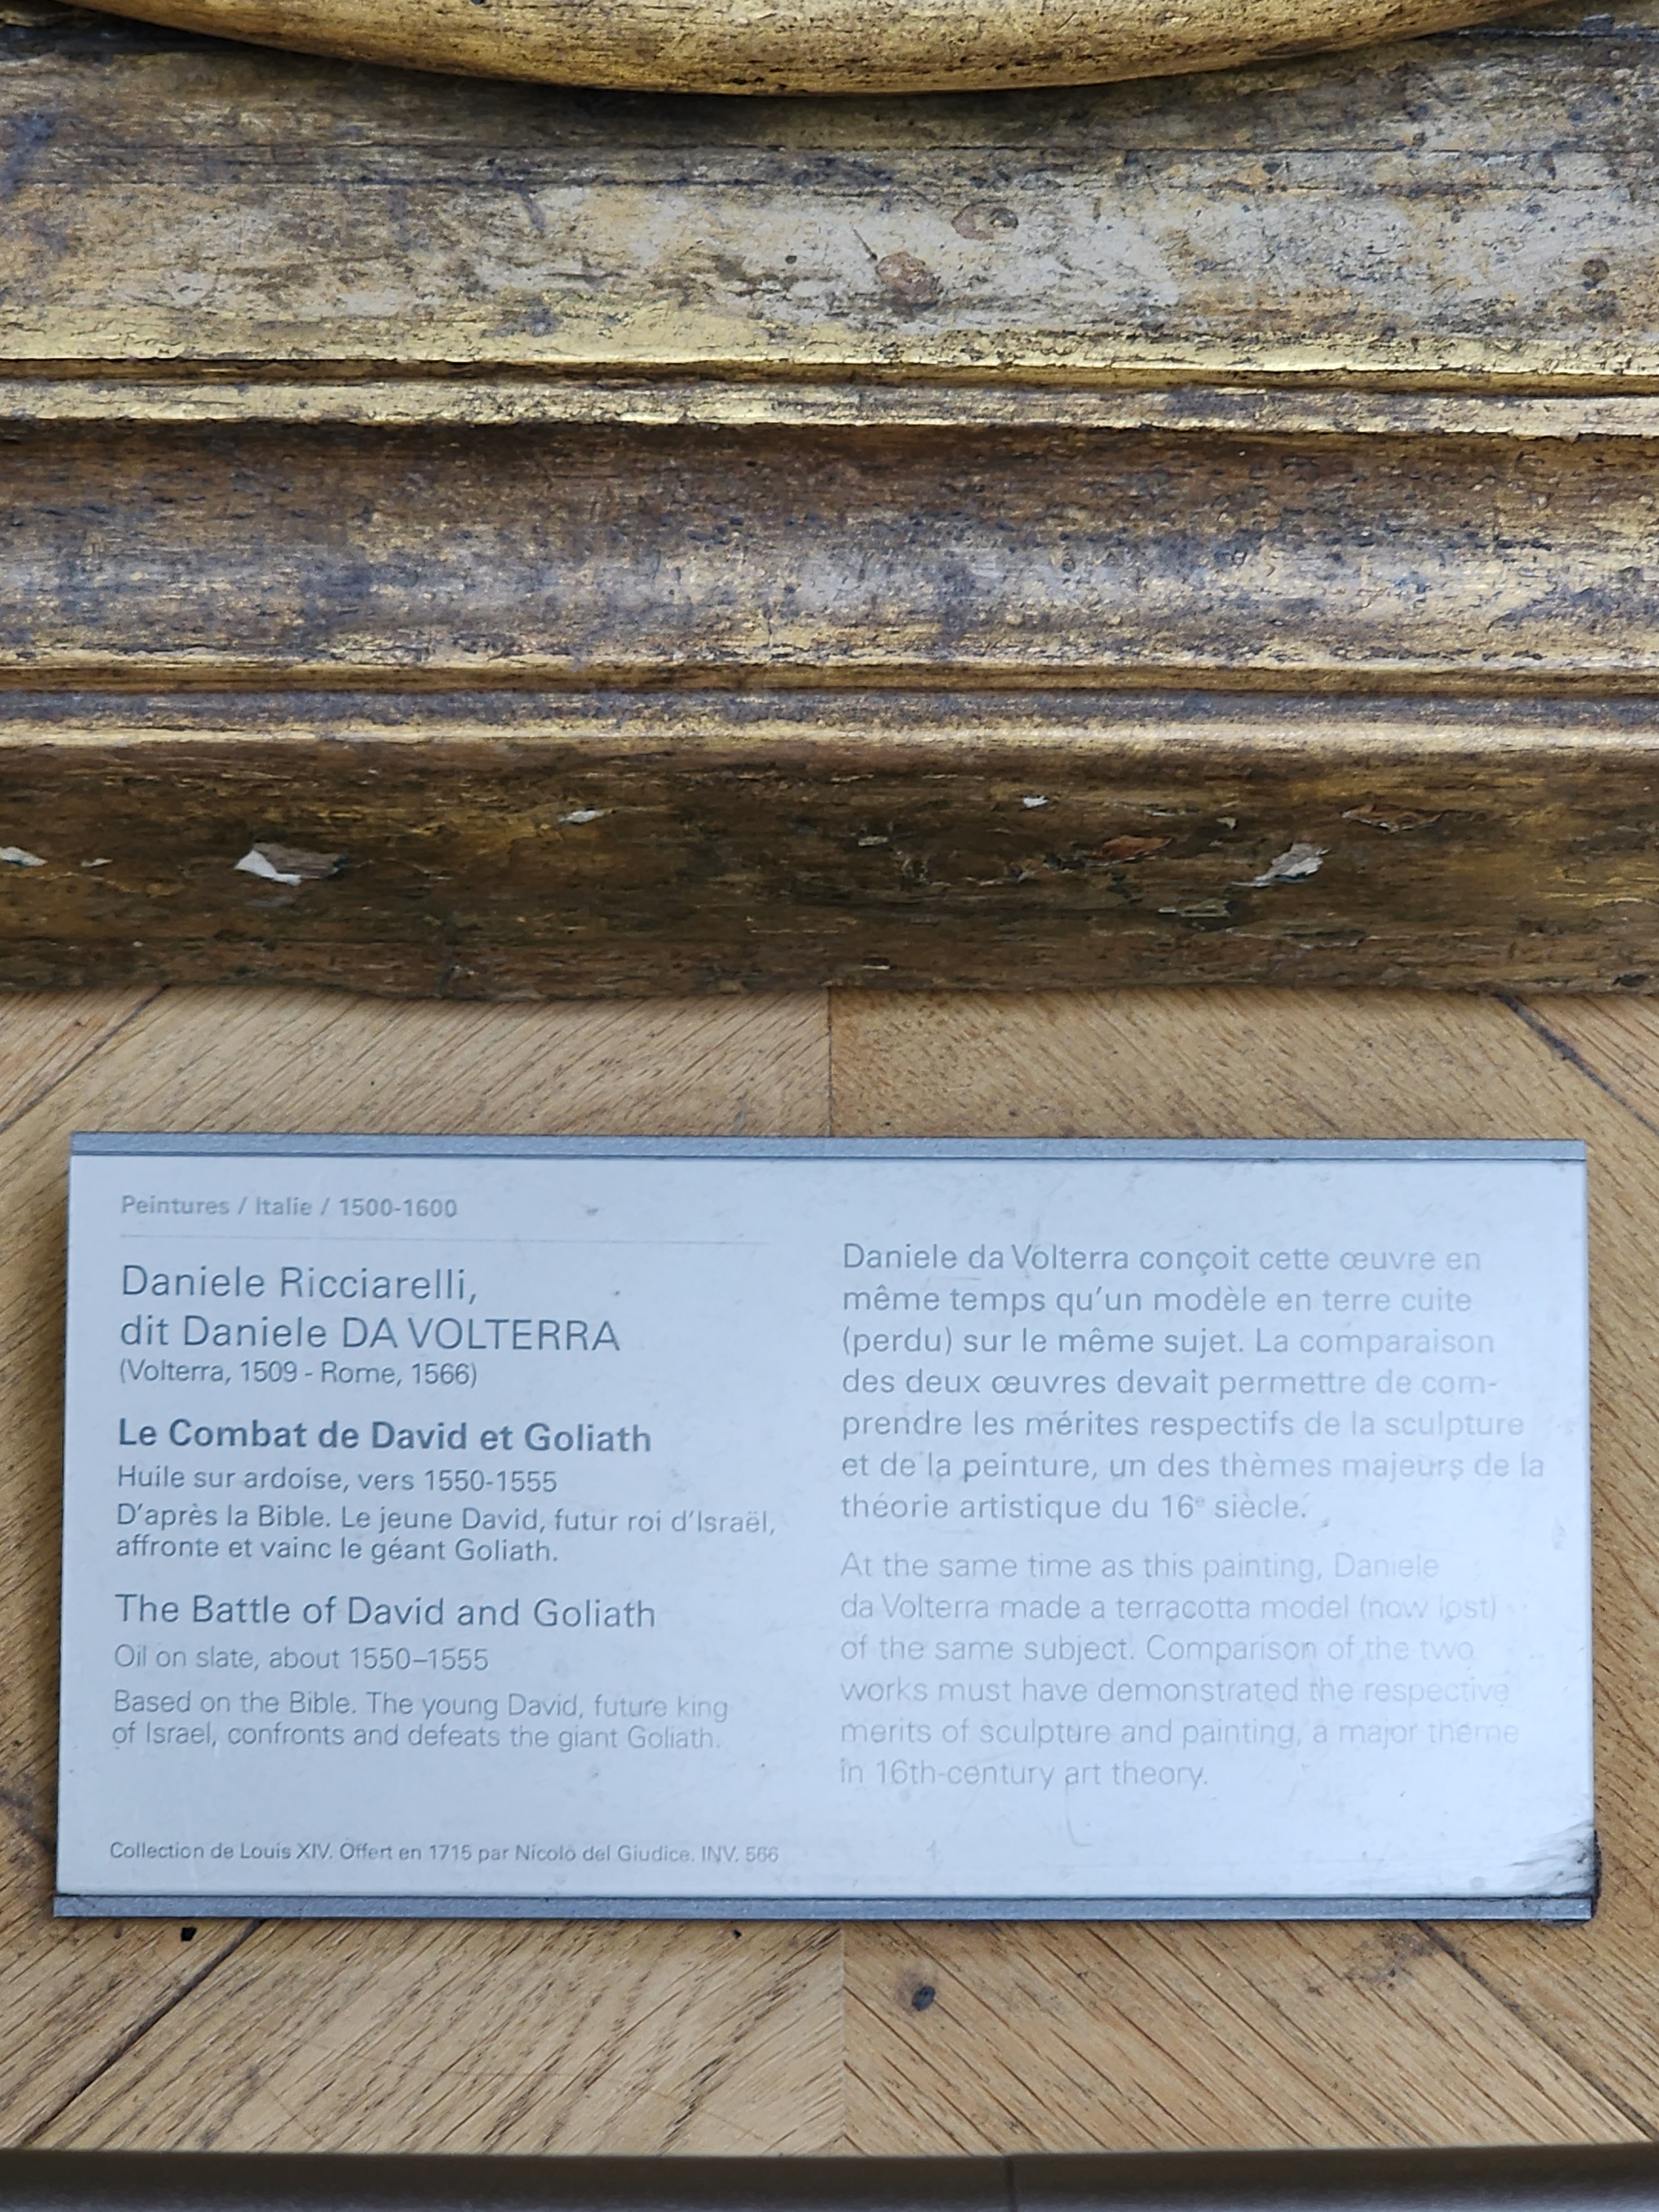 Peintures / Italie / 1500-1600
Daniele Ricciarelli,
dit Daniele DA VOLTERRA
(Volterra, 1509 - Rome, 1566)
Le Combat de David et Goliath
Huile sur ardoise, vers 1550-1555
D'après la Bible. Le jeune David, futur roi d'Israël,
affronte et vainc le géant Goliath.
The Battle of David and Goliath
Oil on slate, about 1550–1555
Based on the Bible. The young David, future king
of Israel, confronts and defeats the giant Goliath.
Collection de Louis XIV. Offert en 1715 par Nicolò del Giudice. INV. 566
Daniele da Volterra conçoit cette œuvre en
même temps qu'un modèle en terre cuite
(perdu) sur le même sujet. La comparaison
des deux œuvres devait permettre de com-
prendre les mérites respectifs de la sculpture
et de la peinture, un des thèmes majeurs de la
théorie artistique du 16e siècle.
At the same time as this painting, Daniele
da Volterra made a terracotta model (now lost)
of the same subject. Comparison of the two
works must have demonstrated the respective
merits of sculpture and painting, a major theme
in 16th-century art theory.